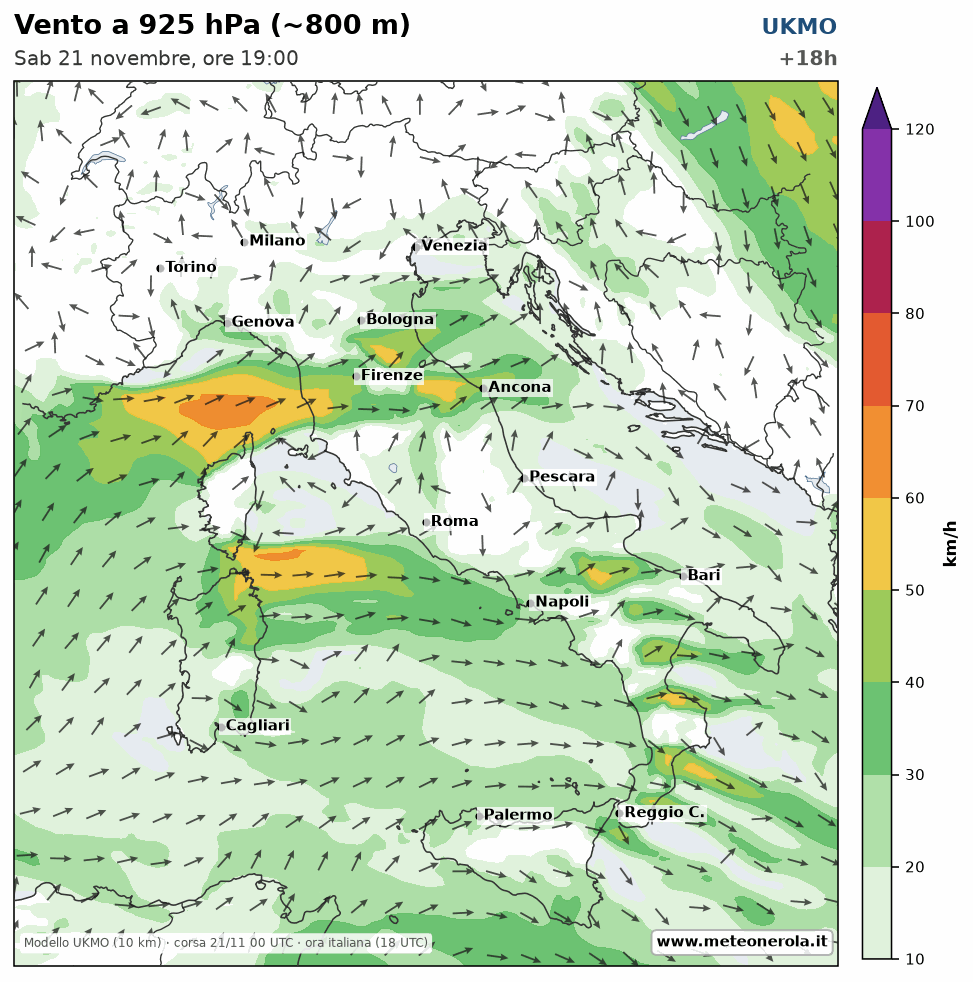 Vento a 925 hPa (~800 m)
UKMO
Sab 21 novembre, ore 19:00
+18h
Milano
Venezia
Torino
Genova
Bologna
Firenze
Ancona
Pescara
Roma
Bari
Napoli
Cagliari
Palermo
Reggio C.
120
100
80
70
60
50
40
30
20
10
km/h
Modello UKMO (10 km) · corsa 21/11 00 UTC · ora italiana (18 UTC)
www.meteonerola.it